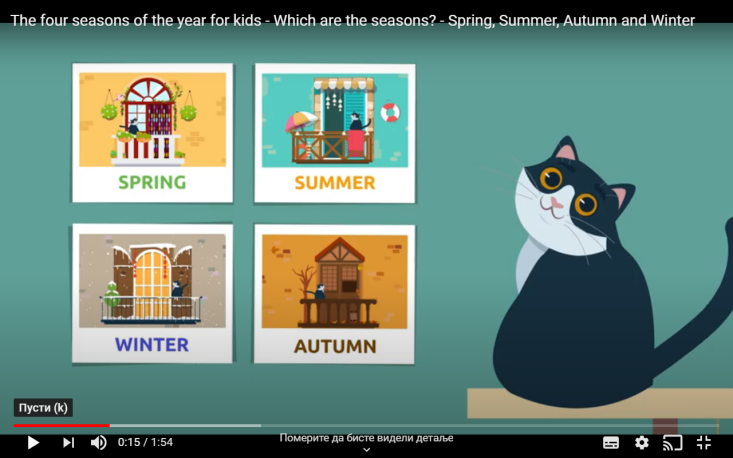 The four seasons of the year for kids - Which are the seasons? - Spring, Summer, Autumn and Winter
SPRING
SUMMER
WINTER
AUTUMN
Пусти (k)
0:15 / 1:54
Померите да бисте видели детаље